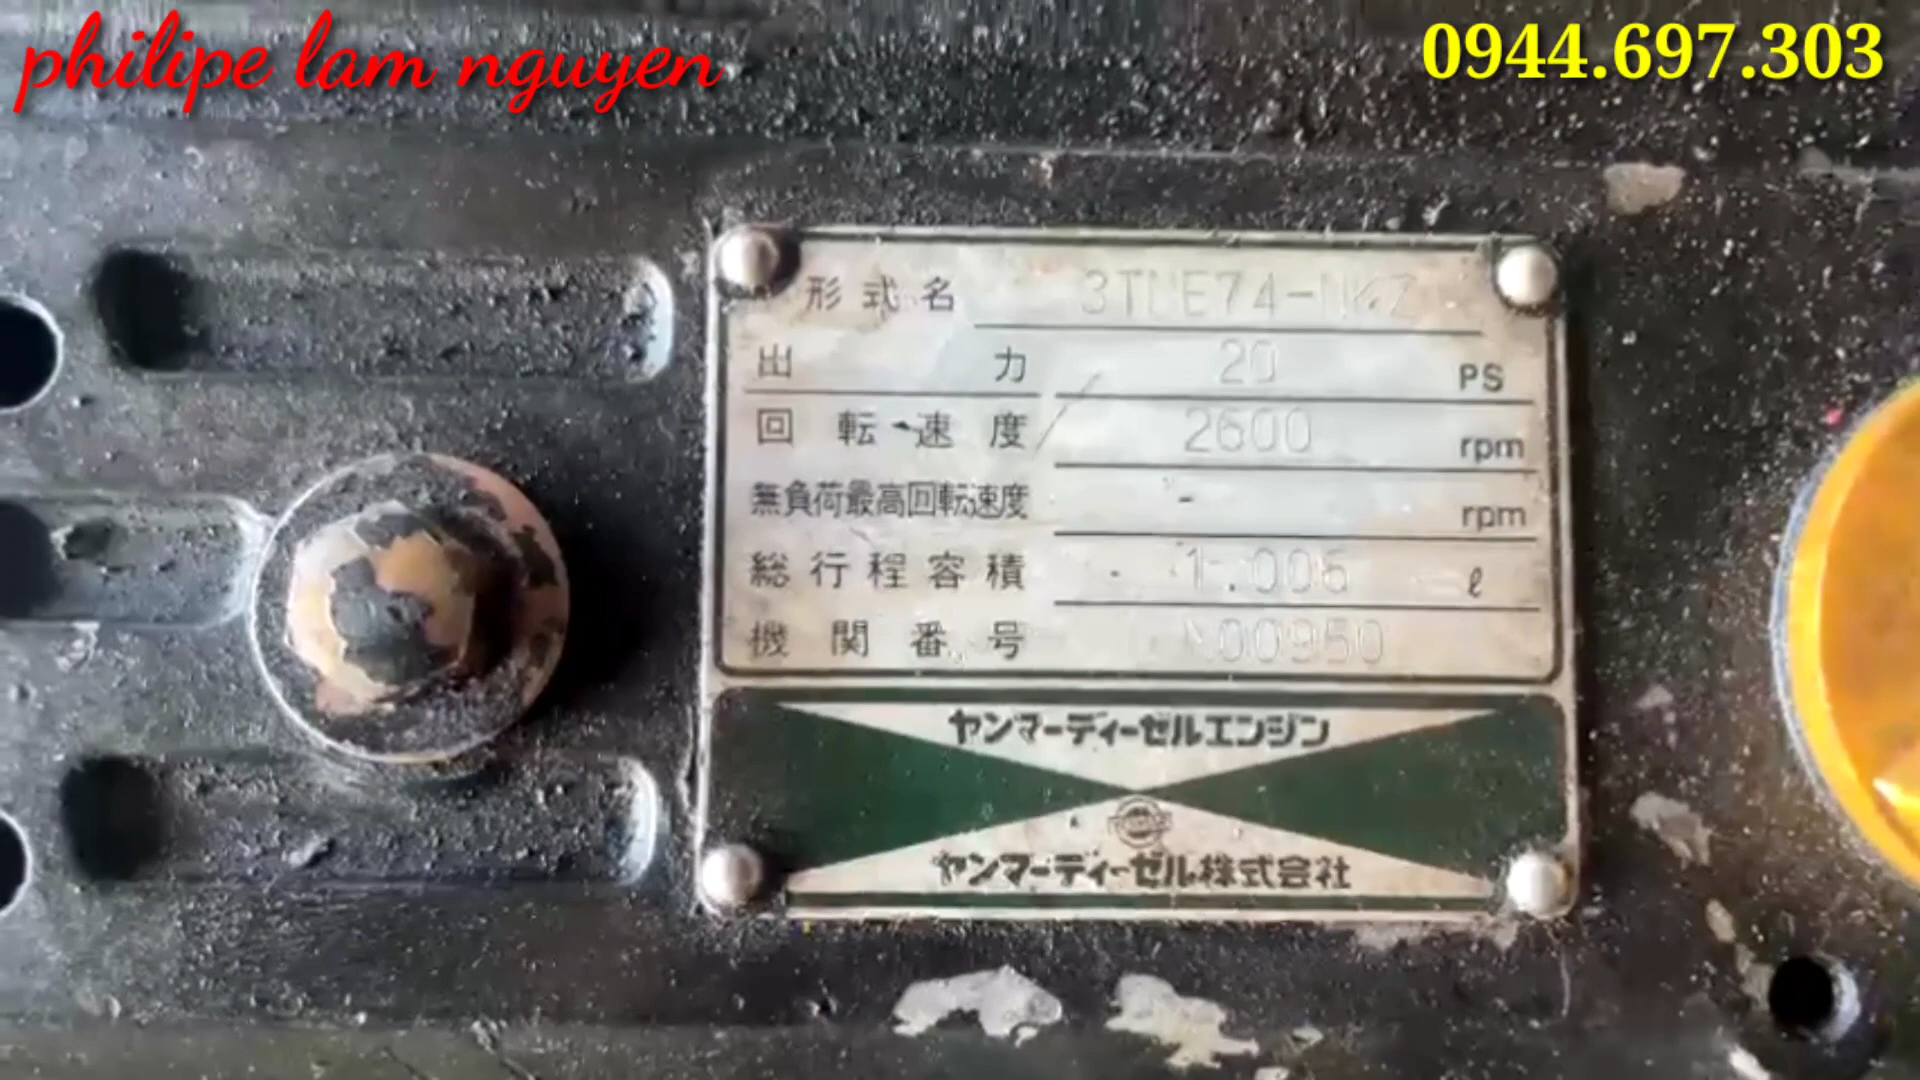 philipe lam nguyen
0944.697.303
形式名 3TNE74-NKZ
出力 20 PS
回転速度 2600 rpm
無負荷最高回転速度 - rpm
総行程容積 1.006 ℓ
機関番号 00950
ヤンマーディーゼルエンジン
ヤンマーディーゼル株式会社